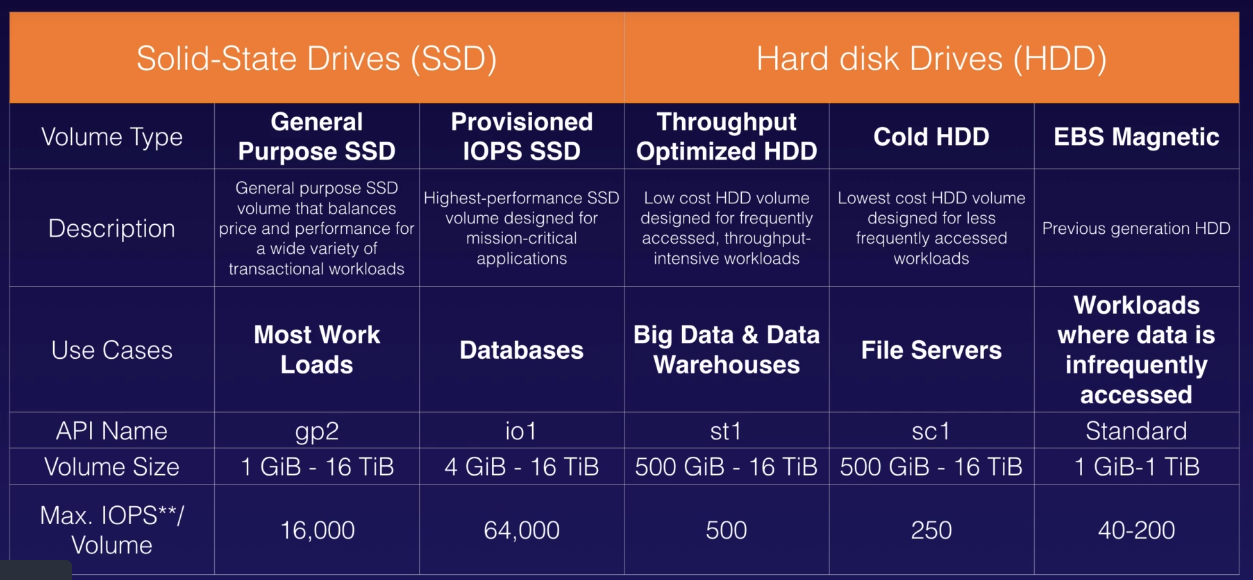 Solid-State Drives (SSD)
Hard disk Drives (HDD)
Volume Type
General
Purpose SSD
Provisioned
IOPS SSD
Throughput
Optimized HDD
Cold HDD
EBS Magnetic
Description
General purpose SSD
volume that balances
price and performance for
a wide variety of
transactional workloads
Highest-performance SSD
volume designed for
mission-critical
applications
Low cost HDD volume
designed for frequently
accessed, throughput-
intensive workloads
Lowest cost HDD volume
designed for less
frequently accessed
workloads
Previous generation HDD
Use Cases
Most Work
Loads
Databases
Big Data & Data
Warehouses
File Servers
Workloads
where data is
infrequently
accessed
API Name
gp2
io1
st1
sc1
Standard
Volume Size
1 GiB - 16 TiB
4 GiB - 16 TiB
500 GiB - 16 TiB
500 GiB - 16 TiB
1 GiB-1 TiB
Max. IOPS**/
Volume
16,000
64,000
500
250
40-200